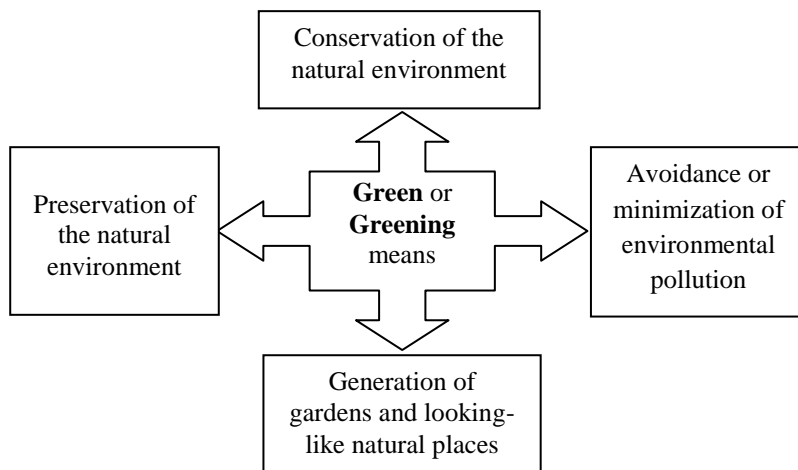 Conservation of the
natural environment
Preservation of
the natural
environment
Green or
Greening
means
Avoidance or
minimization of
environmental
pollution
Generation of
gardens and looking-
like natural places